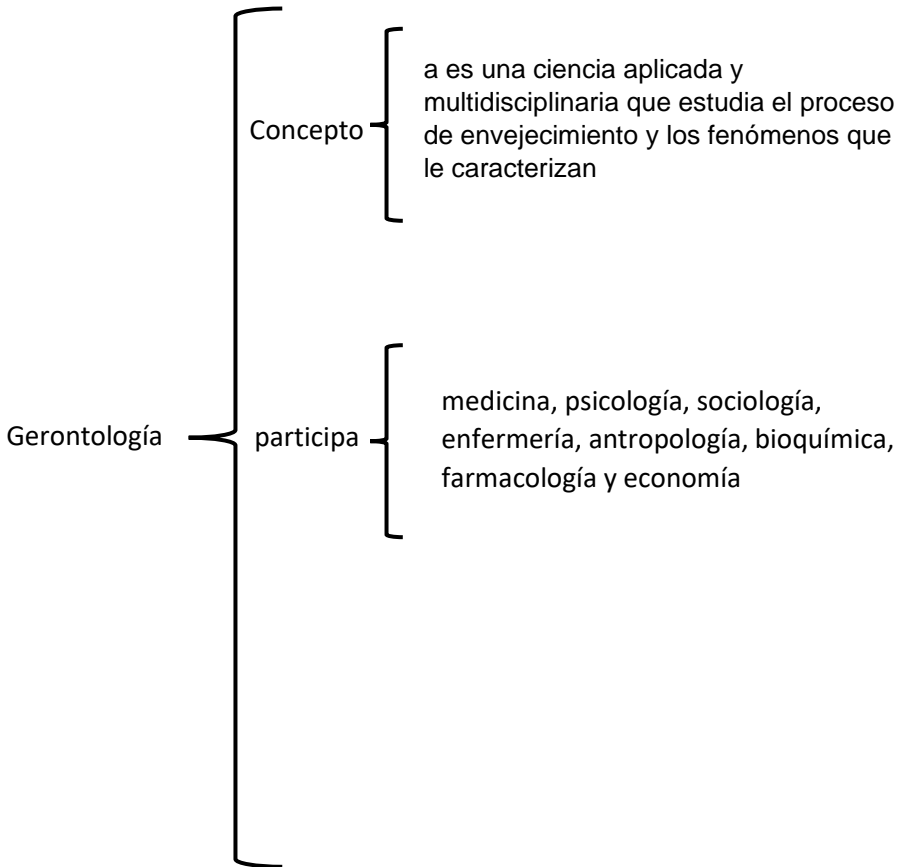 Gerontología
Concepto
a es una ciencia aplicada y
multidisciplinaria que estudia el proceso
de envejecimiento y los fenómenos que
le caracterizan
participa
medicina, psicología, sociología,
enfermería, antropología, bioquímica,
farmacología y economía